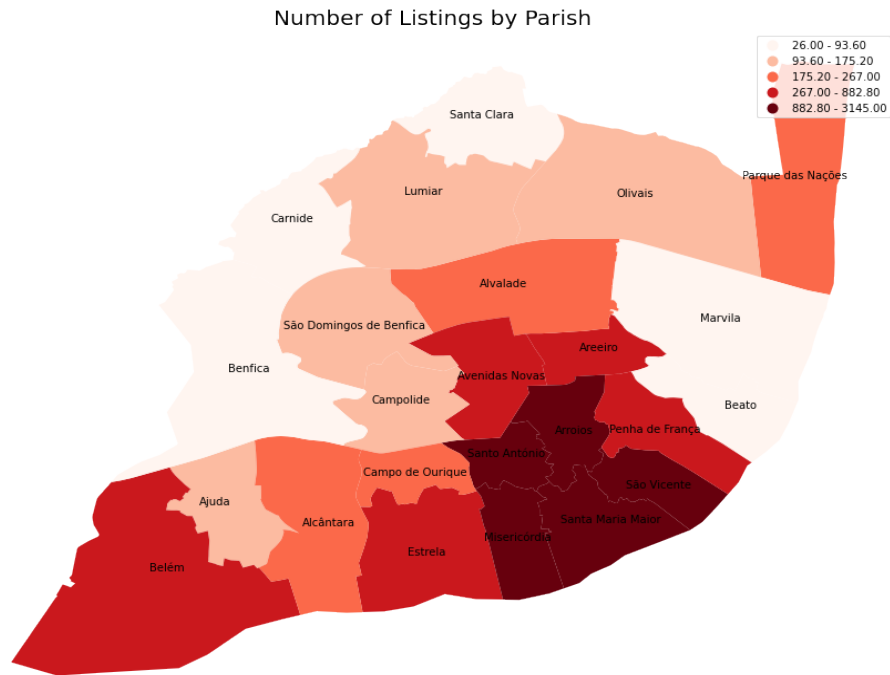 Number of Listings by Parish
26.00 - 93.60
93.60 - 175.20
175.20 - 267.00
267.00 - 882.80
882.80 - 3145.00
Santa Clara
Parque das Nações
Lumiar
Olivais
Carnide
Alvalade
Marvila
São Domingos de Benfica
Areeiro
Benfica
Avenidas Novas
Campolide
Beato
Arroios
Penha de França
Santo António
Campo de Ourique
São Vicente
Ajuda
Alcântara
Santa Maria Maior
Misericórdia
Estrela
Belém